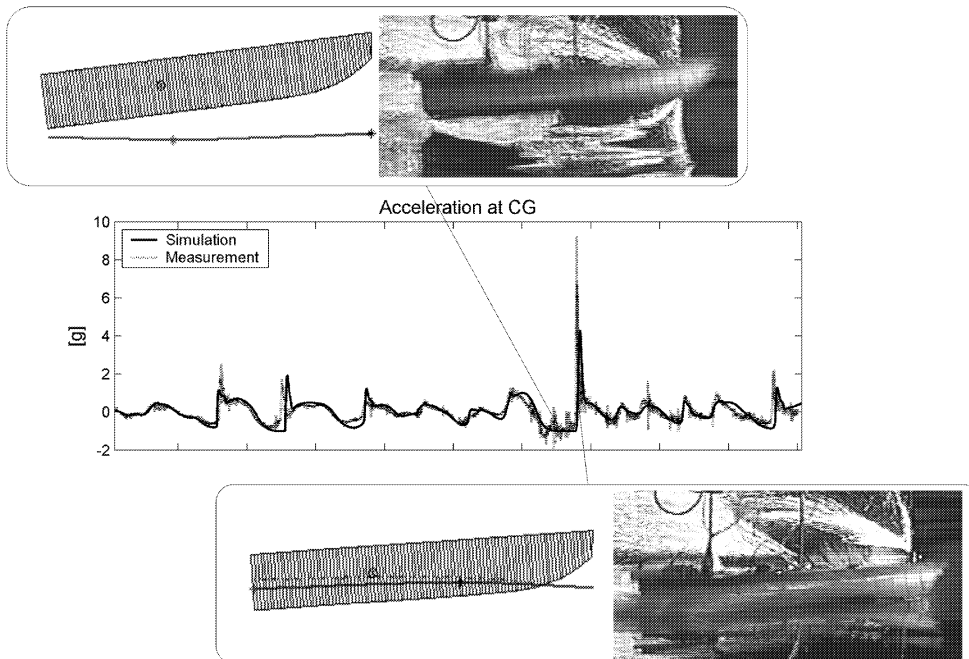 Acceleration at CG
10
Simulation
Measurement
8
6
4
2
0
-2
[g]